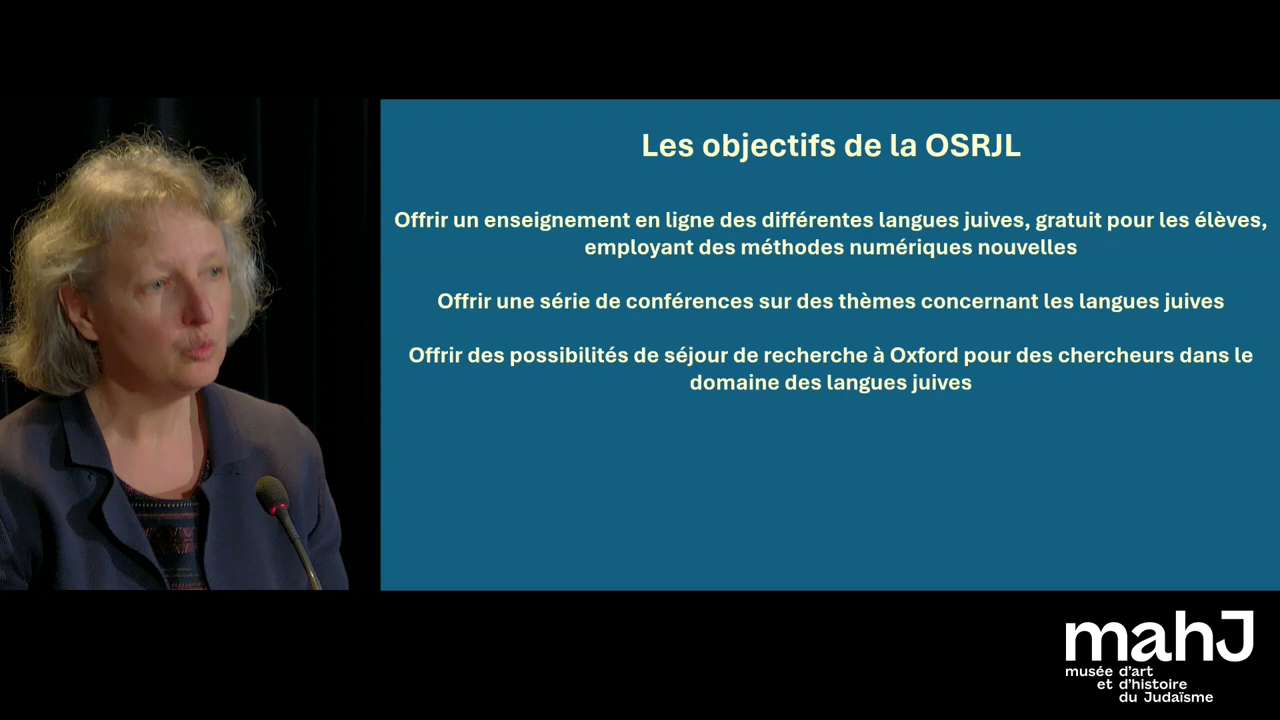 Les objectifs de la OSRJL
Offrir un enseignement en ligne des différentes langues juives, gratuit pour les élèves,
employant des méthodes numériques nouvelles
Offrir une série de conférences sur des thèmes concernant les langues juives
Offrir des possibilités de séjour de recherche à Oxford pour des chercheurs dans le
domaine des langues juives
mahJ
musée d'art
et d'histoire
du Judaïsme